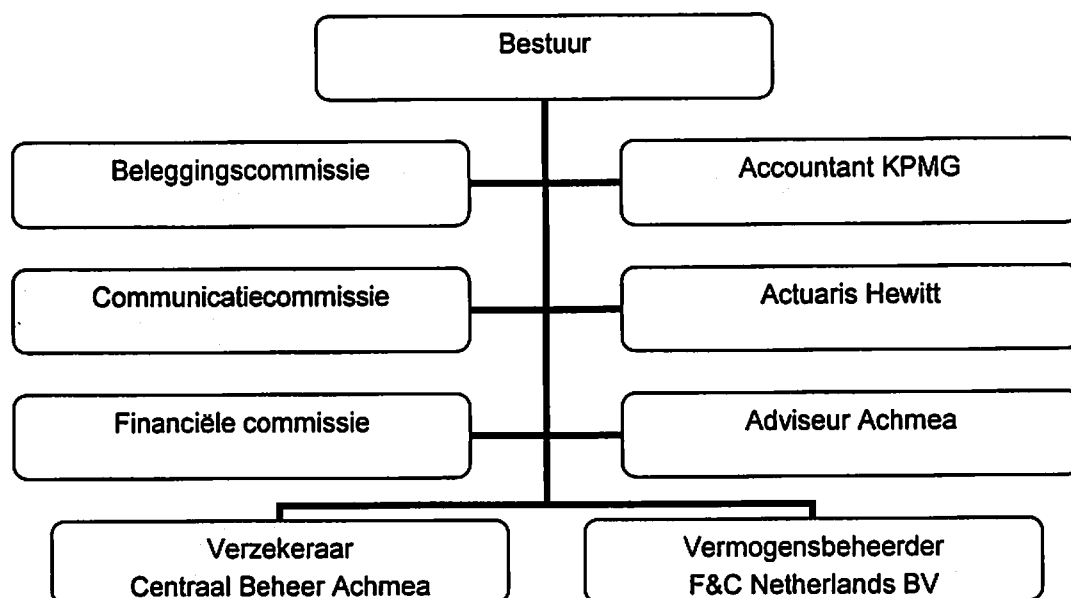 Bestuur
Beleggingscommissie
Accountant KPMG
Communicatiecommissie
Actuaris Hewitt
Financiële commissie
Adviseur Achmea
Verzekeraar
Centraal Beheer Achmea
Vermogensbeheerder
F&C Netherlands BV